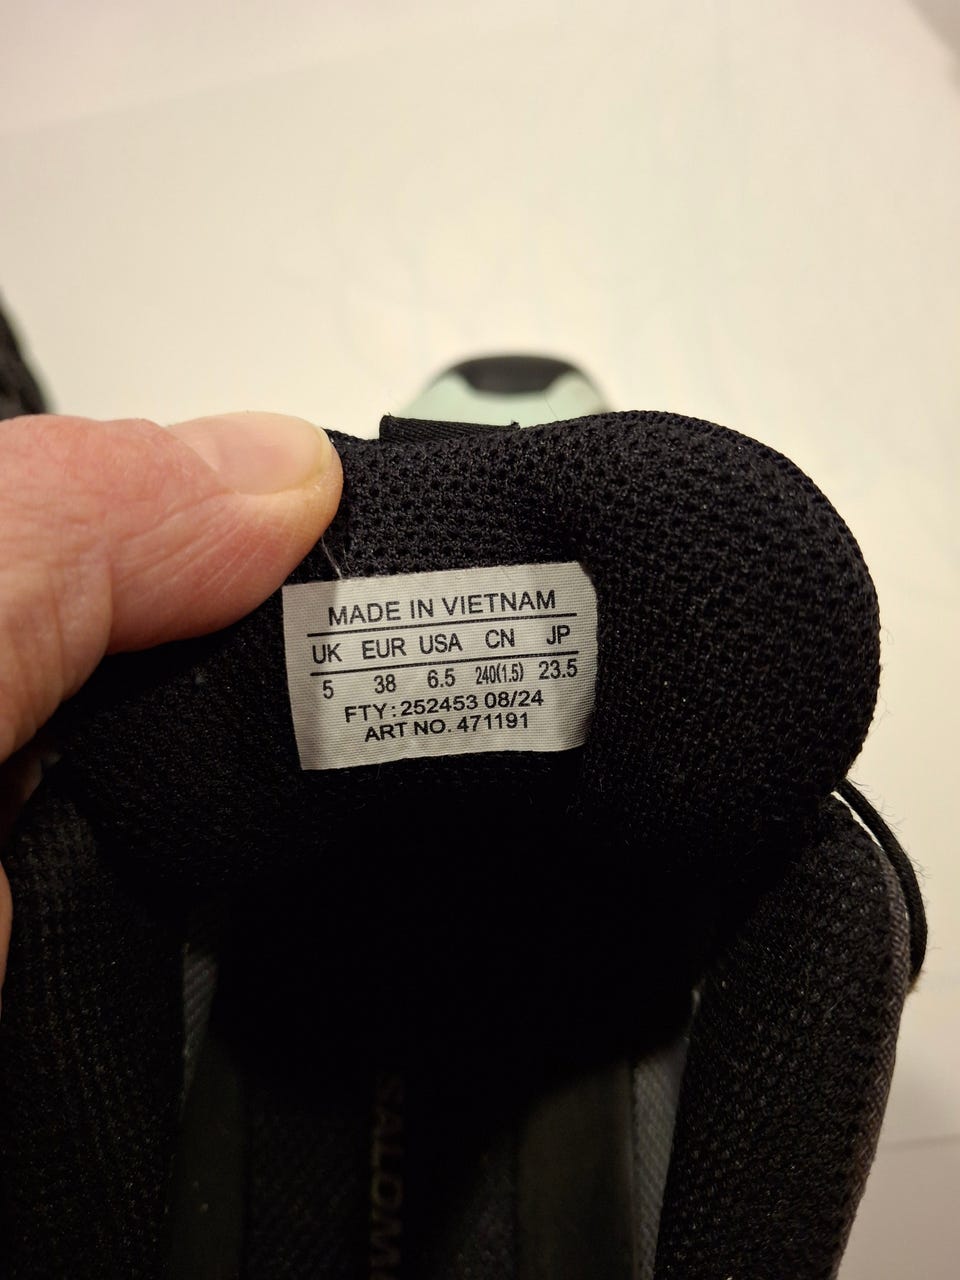 MADE IN VIETNAM
UK EUR USA CN JP
5 38 6.5 240(1.5) 23.5
FTY: 252453 08/24
ART NO. 471191
SALOM